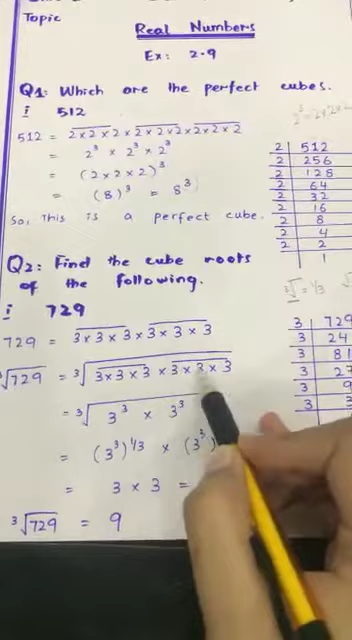 Topic
Real Numbers
Ex: 2.9
Q1: Which are the perfect cubes.
i 512
512 = 2×2×2×2×2×2×2×2×2
= 2³ × 2³ × 2³
= (2×2×2)³
= (8)³ = 8³
So, This is a perfect cube.
2 | 512
2 | 256
2 | 128
2 | 64
2 | 32
2 | 16
2 | 8
2 | 4
2 | 2
| 1
Q2: Find the cube roots
of the following.
i 729
729 = 3×3×3×3×3×3
³√729 = ³√3×3×3×3×3×3
= ³√3³ × 3³
= (3³)^1/3 × (3³)
= 3 × 3 =
³√729 = 9
³√ = 1/3
3 | 729
3 | 24
3 | 81
3 | 27
3 | 9
3 | 3